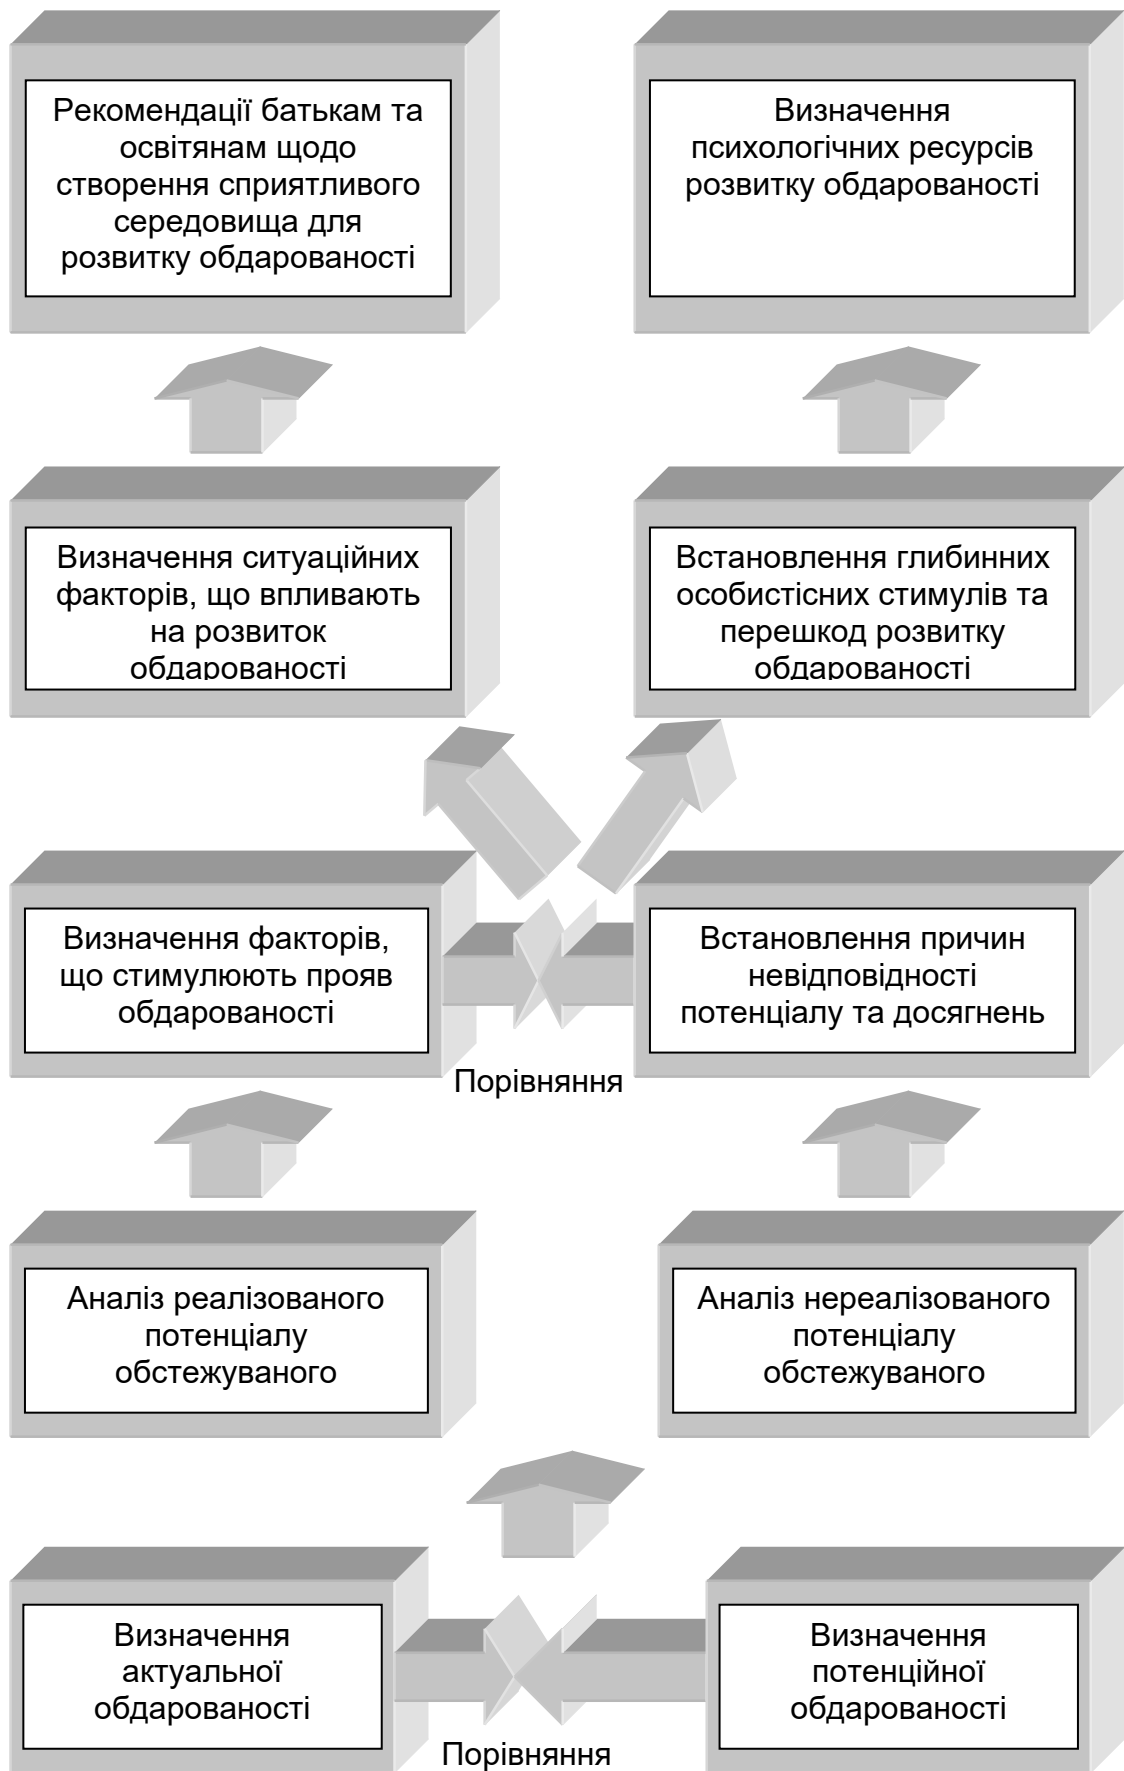 Рекомендації батькам та
освітянам щодо
створення сприятливого
середовища для
розвитку обдарованості
Визначення
психологічних ресурсів
розвитку обдарованості
Визначення ситуаційних
факторів, що впливають
на розвиток
обдарованості
Встановлення глибинних
особистісних стимулів та
перешкод розвитку
обдарованості
Визначення факторів,
що стимулюють прояв
обдарованості
Встановлення причин
невідповідності
потенціалу та досягнень
Порівняння
Аналіз реалізованого
потенціалу
обстежуваного
Аналіз нереалізованого
потенціалу
обстежуваного
Визначення
актуальної
обдарованості
Визначення
потенційної
обдарованості
Порівняння